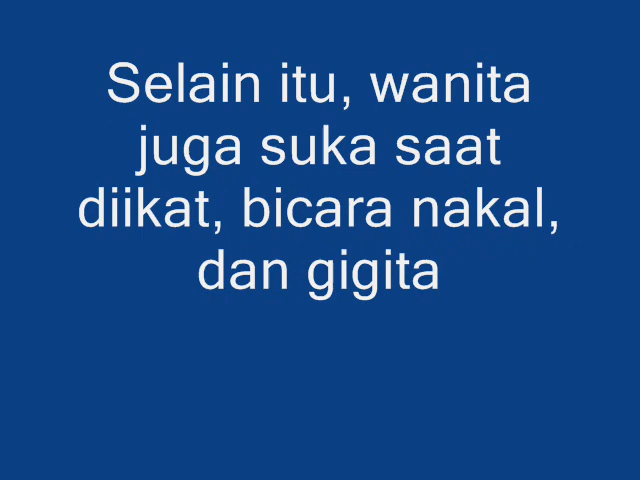 Selain itu, wanita
juga suka saat
diikat, bicara nakal,
dan gigita